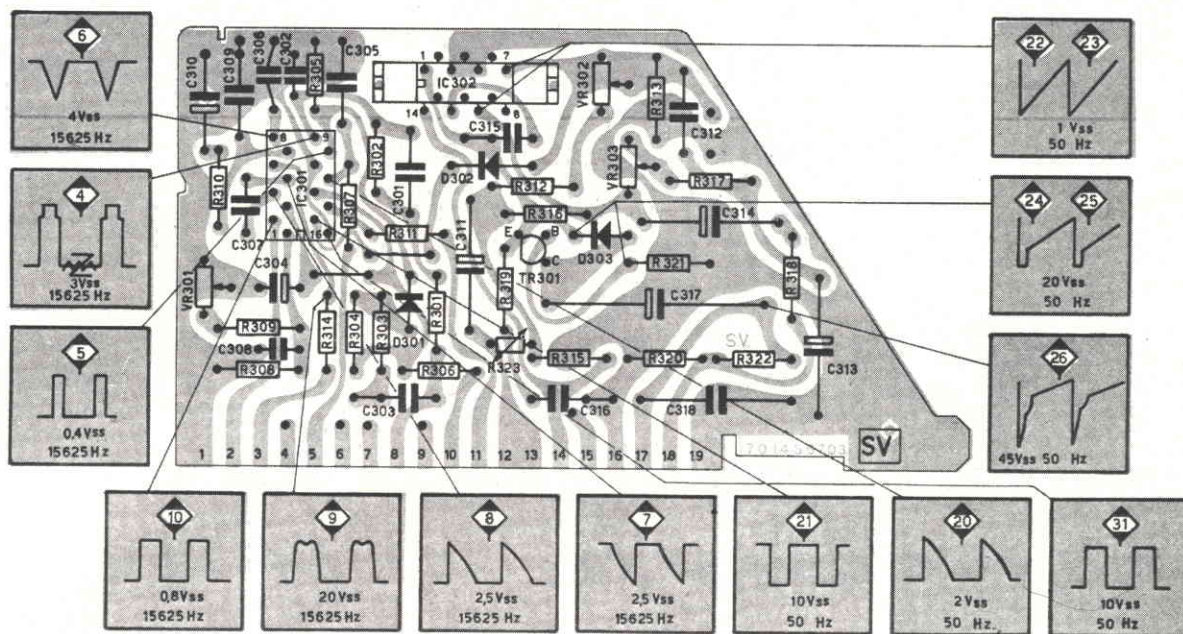 6
4Vss
15625 Hz
4
3Vss
15625 Hz
5
0,4Vss
15625 Hz
C310
C309
C306
C302
R305
C305
1
7
IC302
14
8
VR302
R313
C312
C315
D302
R312
VR303
R317
8
9
IC301
1
16
R302
C301
R307
R310
C307
R311
C311
R316
E
B
C
TR301
D303
C314
R321
R318
VR301
C304
R319
C317
R309
C308
R308
R314
R304
R303
D301
R301
R306
R323
R315
SV
R320
R322
C313
C303
C316
C318
1 2 3 4 5 6 7 8 9 10 11 12 13 14 15 16 17 18 19
SV
22 23
1 Vss
50 Hz
24 25
20Vss
50 Hz
26
45Vss 50 Hz
10
0,8Vss
15625 Hz
9
20Vss
15625 Hz
8
2,5Vss
15625 Hz
7
2,5Vss
15625 Hz
21
10Vss
50 Hz
20
2Vss
50 Hz
31
10Vss
50 Hz